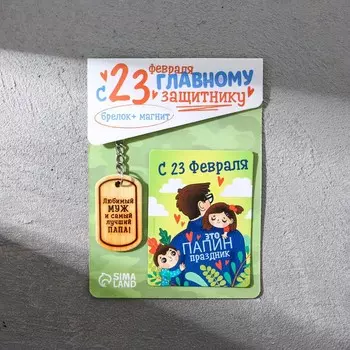 с 23 февраля
ГЛАВНОМУ
защитнику
брелок + магнит
Любимый
МУЖ
и самый
лучший
ПАПА!
С 23 Февраля
это
ПАПИН
праздник
SIMA
LAND